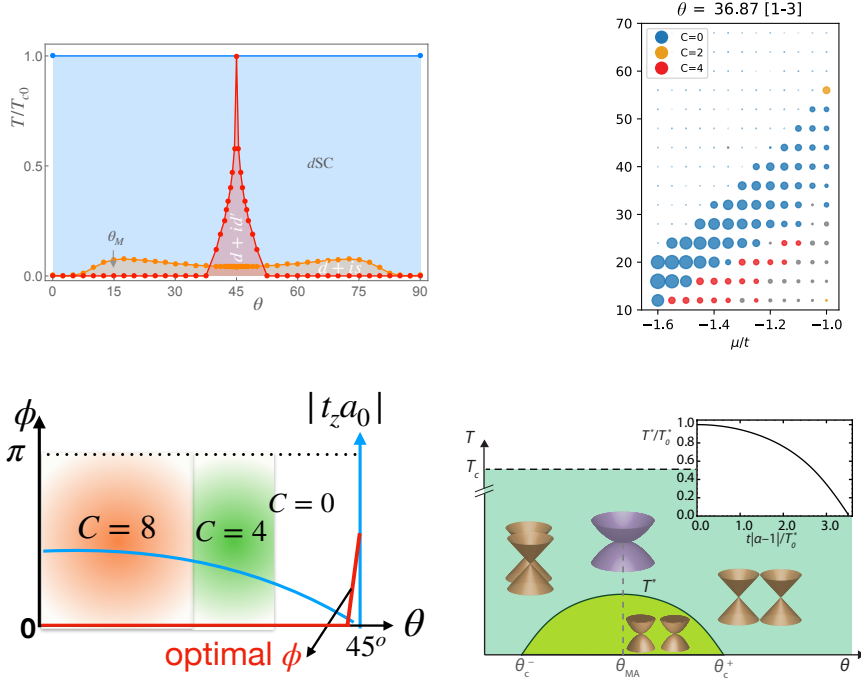 T/T_c0
1.0
0.5
0.0
dSC
θ_M
d + id'
d + is
0
15
30
45
60
75
90
θ
θ = 36.87 [1-3]
C=0
C=2
C=4
70
60
50
40
30
20
10
−1.6
−1.4
−1.2
−1.0
μ/t
ϕ
|t_z a_0|
π
C = 8
C = 4
C = 0
0
45°
θ
optimal ϕ
T
T_c
T*
θ_c^-
θ_MA
θ_c^+
θ
T*/T_0*
1.0
0.8
0.6
0.4
0.2
0.0
0.0
1.0
2.0
3.0
t|α−1|/T_0*